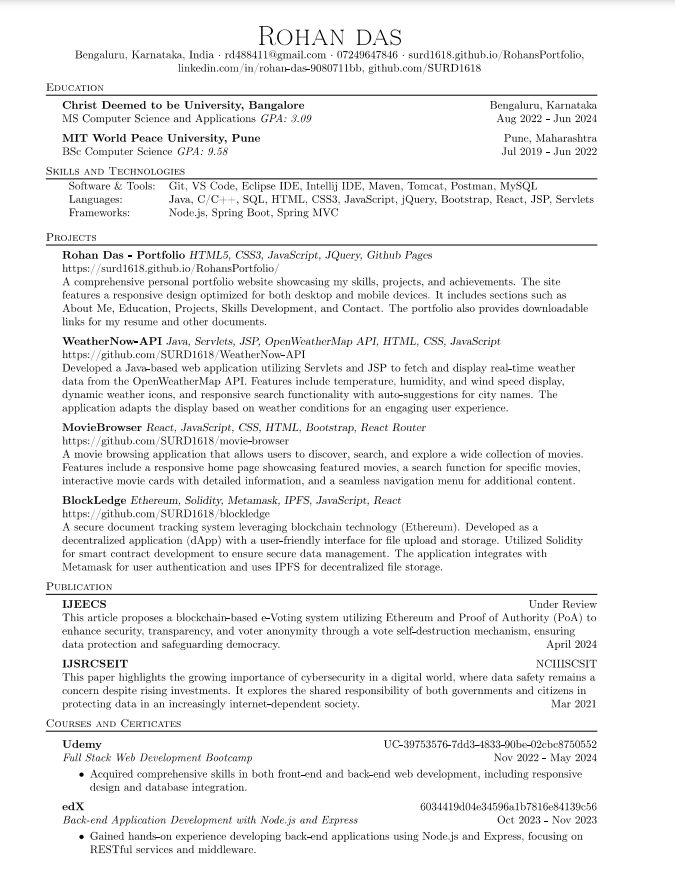 Rohan das
Bengaluru, Karnataka, India · rd488411@gmail.com · 07249647846 · surd1618.github.io/RohansPortfolio,
linkedin.com/in/rohan-das-9080711bb, github.com/SURD1618
Education
Christ Deemed to be University, Bangalore Bengaluru, Karnataka
MS Computer Science and Applications GPA: 3.09 Aug 2022 - Jun 2024
MIT World Peace University, Pune Pune, Maharashtra
BSc Computer Science GPA: 9.58 Jul 2019 - Jun 2022
Skills and Technologies
Software & Tools: Git, VS Code, Eclipse IDE, Intellij IDE, Maven, Tomcat, Postman, MySQL
Languages: Java, C/C++, SQL, HTML, CSS3, JavaScript, jQuery, Bootstrap, React, JSP, Servlets
Frameworks: Node.js, Spring Boot, Spring MVC
Projects
Rohan Das - Portfolio HTML5, CSS3, JavaScript, JQuery, Github Pages
https://surd1618.github.io/RohansPortfolio/
A comprehensive personal portfolio website showcasing my skills, projects, and achievements. The site
features a responsive design optimized for both desktop and mobile devices. It includes sections such as
About Me, Education, Projects, Skills Development, and Contact. The portfolio also provides downloadable
links for my resume and other documents.
WeatherNow-API Java, Servlets, JSP, OpenWeatherMap API, HTML, CSS, JavaScript
https://github.com/SURD1618/WeatherNow-API
Developed a Java-based web application utilizing Servlets and JSP to fetch and display real-time weather
data from the OpenWeatherMap API. Features include temperature, humidity, and wind speed display,
dynamic weather icons, and responsive search functionality with auto-suggestions for city names. The
application adapts the display based on weather conditions for an engaging user experience.
MovieBrowser React, JavaScript, CSS, HTML, Bootstrap, React Router
https://github.com/SURD1618/movie-browser
A movie browsing application that allows users to discover, search, and explore a wide collection of movies.
Features include a responsive home page showcasing featured movies, a search function for specific movies,
interactive movie cards with detailed information, and a seamless navigation menu for additional content.
BlockLedge Ethereum, Solidity, Metamask, IPFS, JavaScript, React
https://github.com/SURD1618/blockledge
A secure document tracking system leveraging blockchain technology (Ethereum). Developed as a
decentralized application (dApp) with a user-friendly interface for file upload and storage. Utilized Solidity
for smart contract development to ensure secure data management. The application integrates with
Metamask for user authentication and uses IPFS for decentralized file storage.
Publication
IJEECS Under Review
This article proposes a blockchain-based e-Voting system utilizing Ethereum and Proof of Authority (PoA) to
enhance security, transparency, and voter anonymity through a vote self-destruction mechanism, ensuring
data protection and safeguarding democracy. April 2024
IJSRCSEIT NCIIISCSIT
This paper highlights the growing importance of cybersecurity in a digital world, where data safety remains a
concern despite rising investments. It explores the shared responsibility of both governments and citizens in
protecting data in an increasingly internet-dependent society. Mar 2021
Courses and Certicates
Udemy UC-39753576-7dd3-4833-90be-02cbc8750552
Full Stack Web Development Bootcamp Nov 2022 - May 2024
• Acquired comprehensive skills in both front-end and back-end web development, including responsive
design and database integration.
edX 6034419d04e34596a1b7816e84139c56
Back-end Application Development with Node.js and Express Oct 2023 - Nov 2023
• Gained hands-on experience developing back-end applications using Node.js and Express, focusing on
RESTful services and middleware.